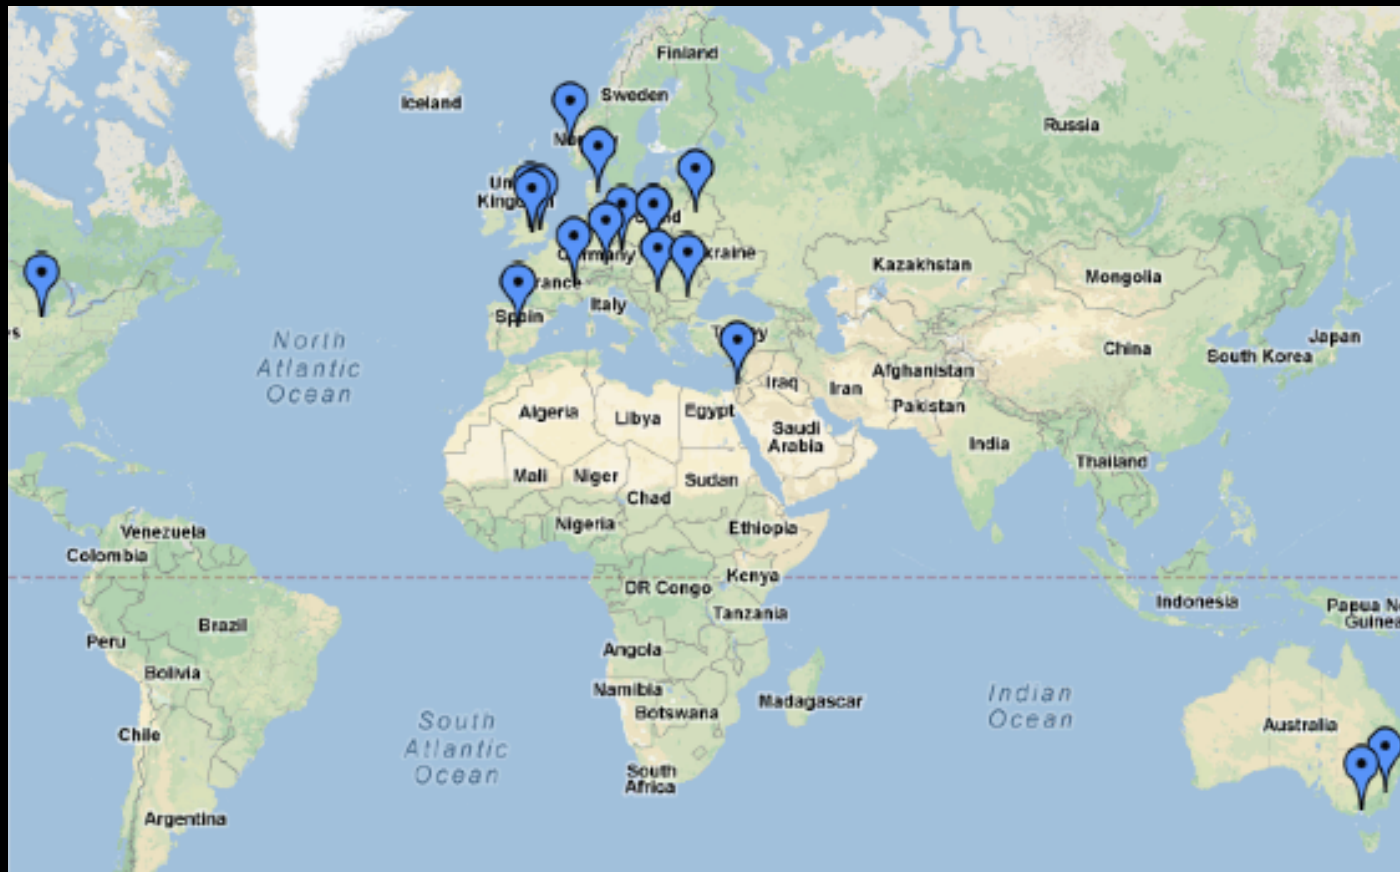 Finland
Iceland
Sweden
Russia
Kazakhstan
Mongolia
Italy
Spain
North
Atlantic
Ocean
Japan
China
South Korea
Afghanistan
Iraq
Iran
Pakistan
Algeria
Libya
Egypt
Saudi
Arabia
India
Thailand
Mali
Niger
Chad
Sudan
Nigeria
Ethiopia
Venezuela
Colombia
Kenya
DR Congo
Tanzania
Indonesia
Brazil
Peru
Angola
Bolivia
Namibia
Botswana
Madagascar
Indian
Ocean
Australia
Chile
South
Atlantic
Ocean
South
Africa
Argentina